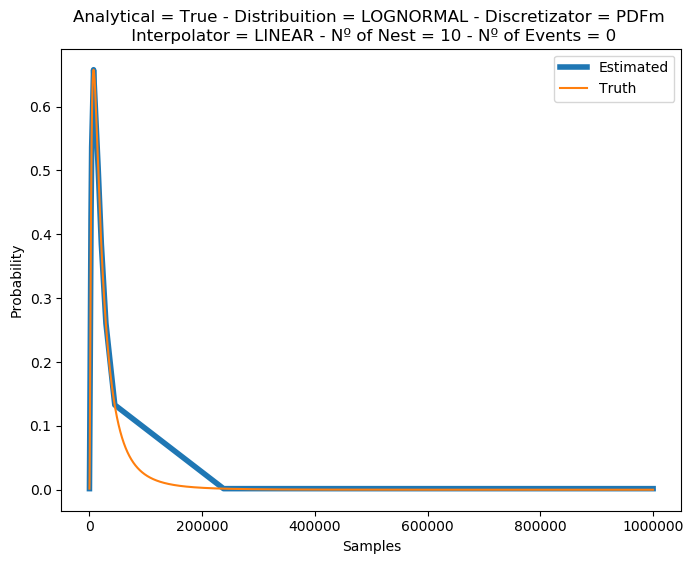 Analytical = True - Distribuition = LOGNORMAL - Discretizator = PDFm
Interpolator = LINEAR - Nº of Nest = 10 - Nº of Events = 0
Estimated
Truth
Probability
0.6
0.5
0.4
0.3
0.2
0.1
0.0
0 200000 400000 600000 800000 1000000
Samples